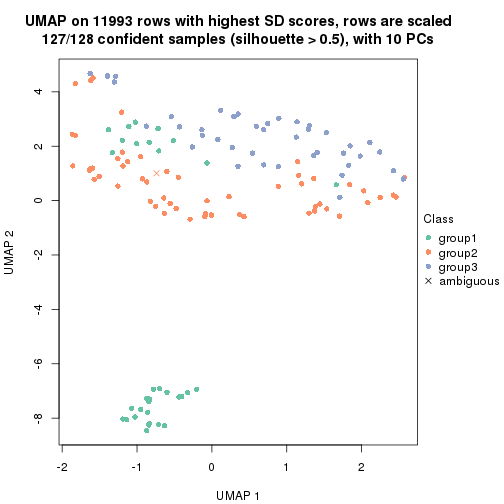 UMAP on 11993 rows with highest SD scores, rows are scaled
127/128 confident samples (silhouette > 0.5), with 10 PCs
4
2
0
-2
-4
-6
-8
UMAP 2
-2
-1
0
1
2
UMAP 1
Class
group1
group2
group3
ambiguous